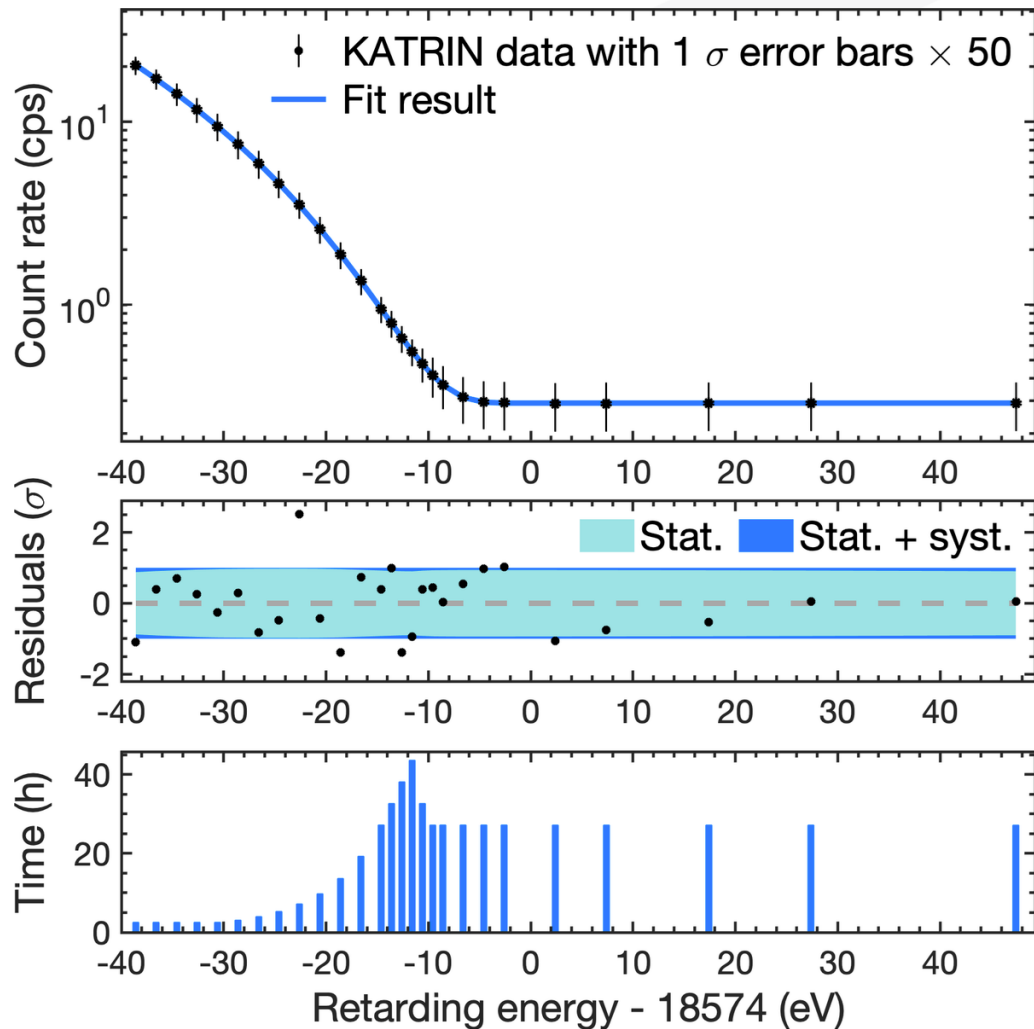 KATRIN data with 1 σ error bars × 50
Fit result
Count rate (cps)
10¹
10⁰
-40 -30 -20 -10 0 10 20 30 40
Residuals (σ)
Stat. Stat. + syst.
2
0
-2
-40 -30 -20 -10 0 10 20 30 40
Time (h)
40
20
0
-40 -30 -20 -10 0 10 20 30 40
Retarding energy - 18574 (eV)